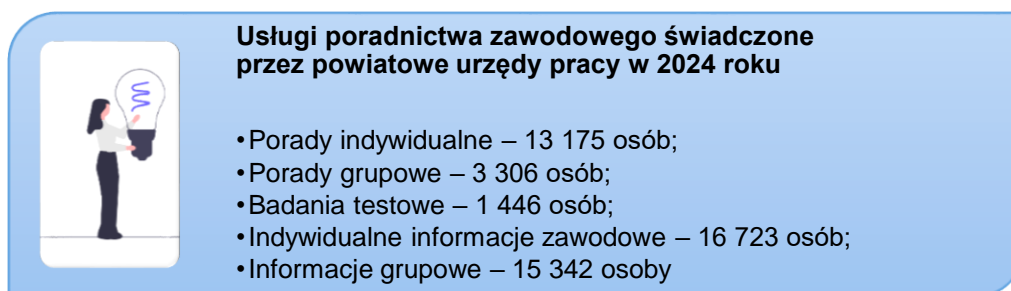 Usługi poradnictwa zawodowego świadczone
przez powiatowe urzędy pracy w 2024 roku
•Porady indywidualne – 13 175 osób;
•Porady grupowe – 3 306 osób;
•Badania testowe – 1 446 osób;
•Indywidualne informacje zawodowe – 16 723 osób;
•Informacje grupowe – 15 342 osoby